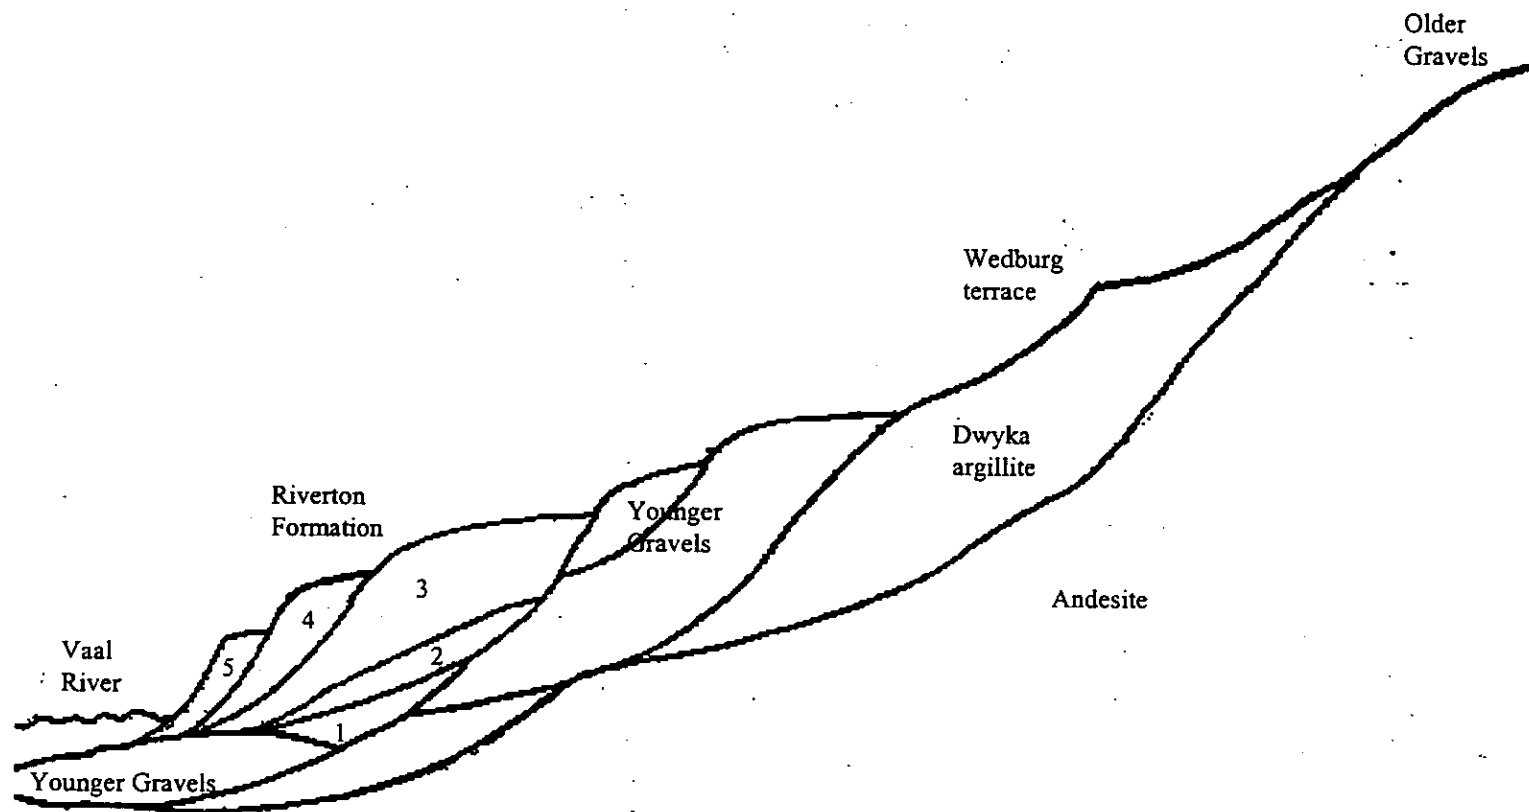 Older
Gravels
Wedburg
terrace
Dwyka
argillite
Riverton
Formation
Younger
Gravels
3
4
Andesite
2
5
Vaal
River
1
Younger Gravels